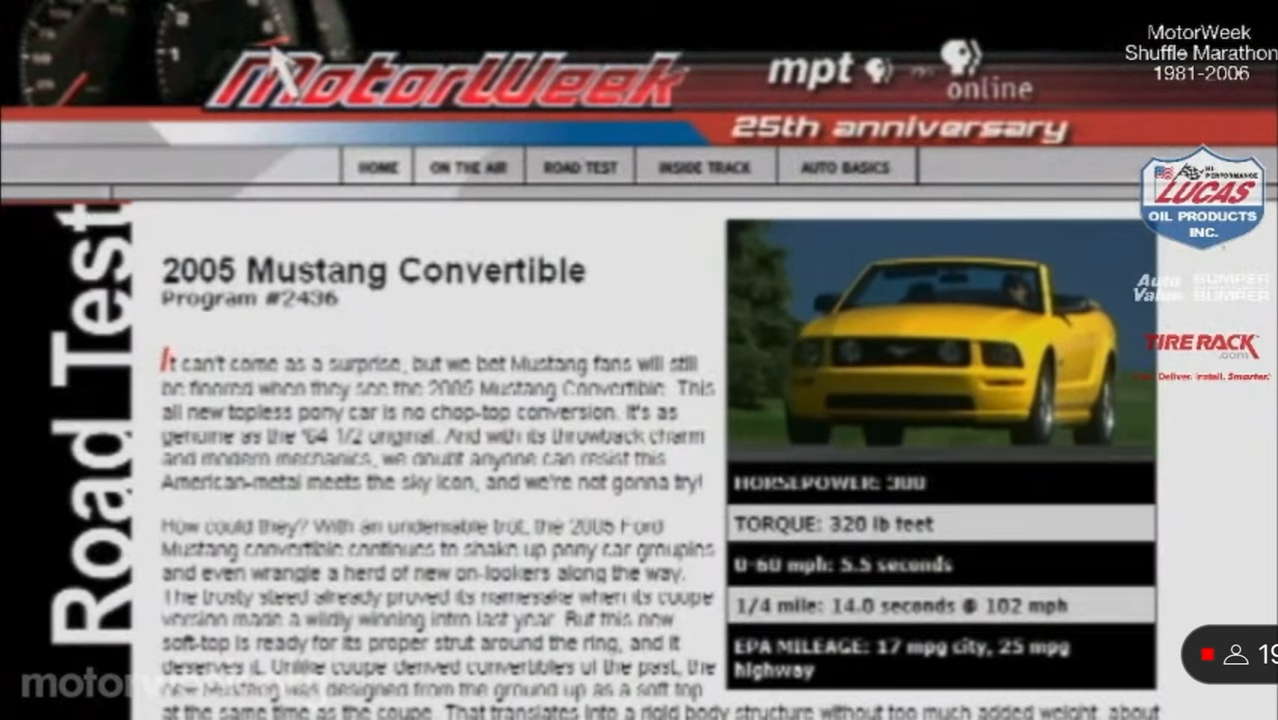 MotorWeek
Shuffle Marathon
1981-2006
MotorWeek
mpt
online
25th anniversary
HOME
ON THE AIR
ROAD TEST
INSIDE TRACK
AUTO BASICS
HI PERFORMANCE
LUCAS
OIL PRODUCTS
INC.
Auto
Value
BUMPER
BUMPER
TIRE RACK
.com
Deliver. Install. Smarter.
Road Test
2005 Mustang Convertible
Program #2436
It can't come as a surprise, but we bet Mustang fans will still
be floored when they see the 2005 Mustang Convertible. This
all new topless pony car is no chop-top conversion. It's as
genuine as the '64 1/2 original. And with its throwback charm
and modern mechanics, we doubt anyone can resist this
American-metal meets the sky icon, and we're not gonna try!
How could they? With an undeniable trot, the 2005 Ford
Mustang convertible continues to shake up pony car groupies
and even wrangle a herd of new on-lookers along the way.
The trusty steed already proved its namesake when its coupe
version made a wildly winning intro last year. But this new
soft-top is ready for its proper strut around the ring, and it
deserves it. Unlike coupe derived convertibles of the past, the
new Mustang was designed from the ground up as a soft top
at the same time as the coupe. That translates into a rigid body structure without too much added weight, about
HORSEPOWER: 300
TORQUE: 320 lb feet
0-60 mph: 5.5 seconds
1/4 mile: 14.0 seconds @ 102 mph
EPA MILEAGE: 17 mpg city, 25 mpg
highway
19